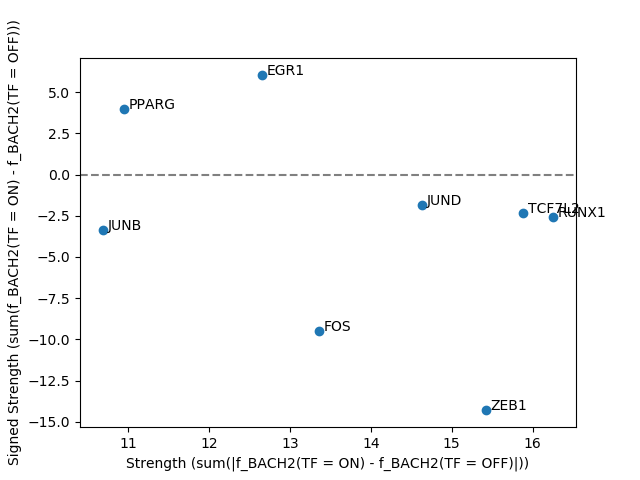 EGR1
PPARG
JUND
TCF7L2
RUNX1
JUNB
FOS
ZEB1
5.0
2.5
0.0
−2.5
−5.0
−7.5
−10.0
−12.5
−15.0
11 12 13 14 15 16
Strength (sum(|f_BACH2(TF = ON) - f_BACH2(TF = OFF)|))
Signed Strength (sum(f_BACH2(TF = ON) - f_BACH2(TF = OFF)))